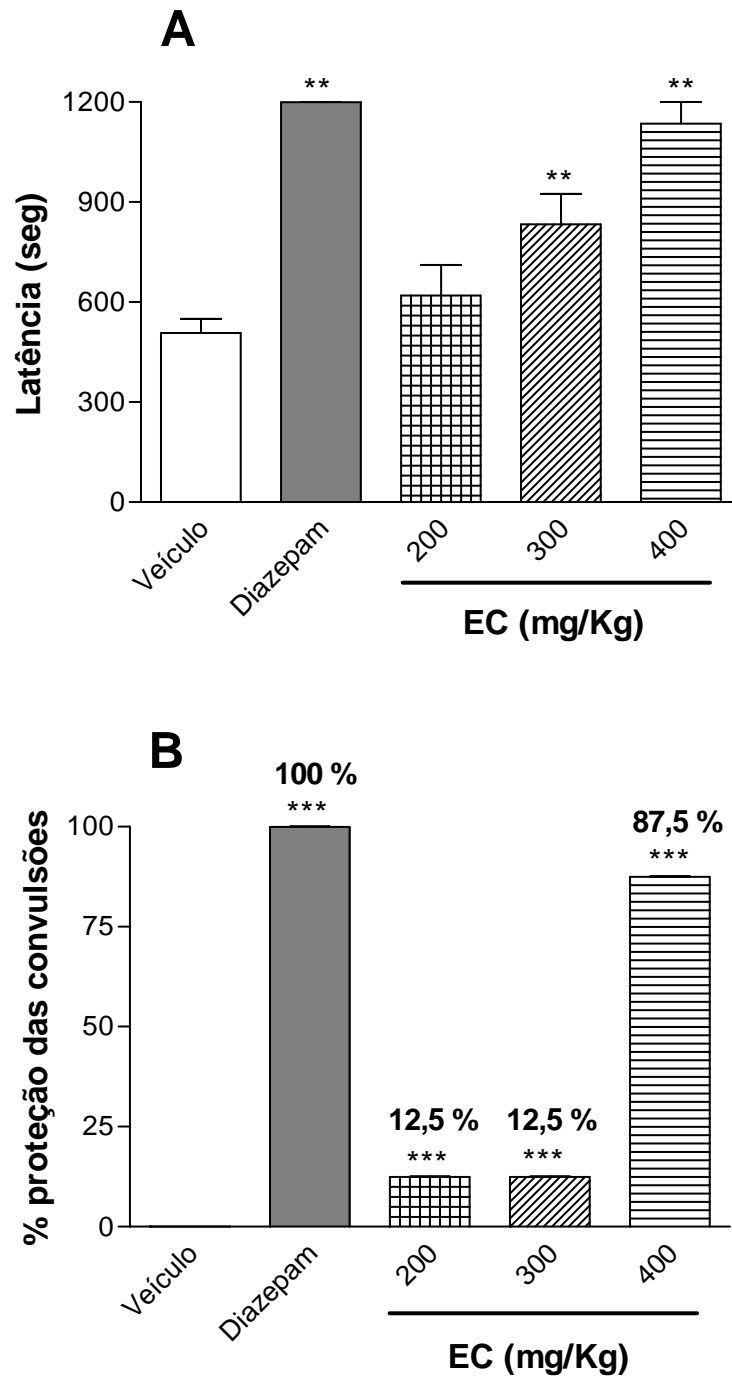 A
** **
1200
**
900
600
300
0
Latência (seg)
Veículo
Diazepam
200
300
400
EC (mg/Kg)
B
100 %
***
87,5 %
***
100
75
50
25
0
12,5 % 12,5 %
*** ***
% proteção das convulsões
Veículo
Diazepam
200
300
400
EC (mg/Kg)